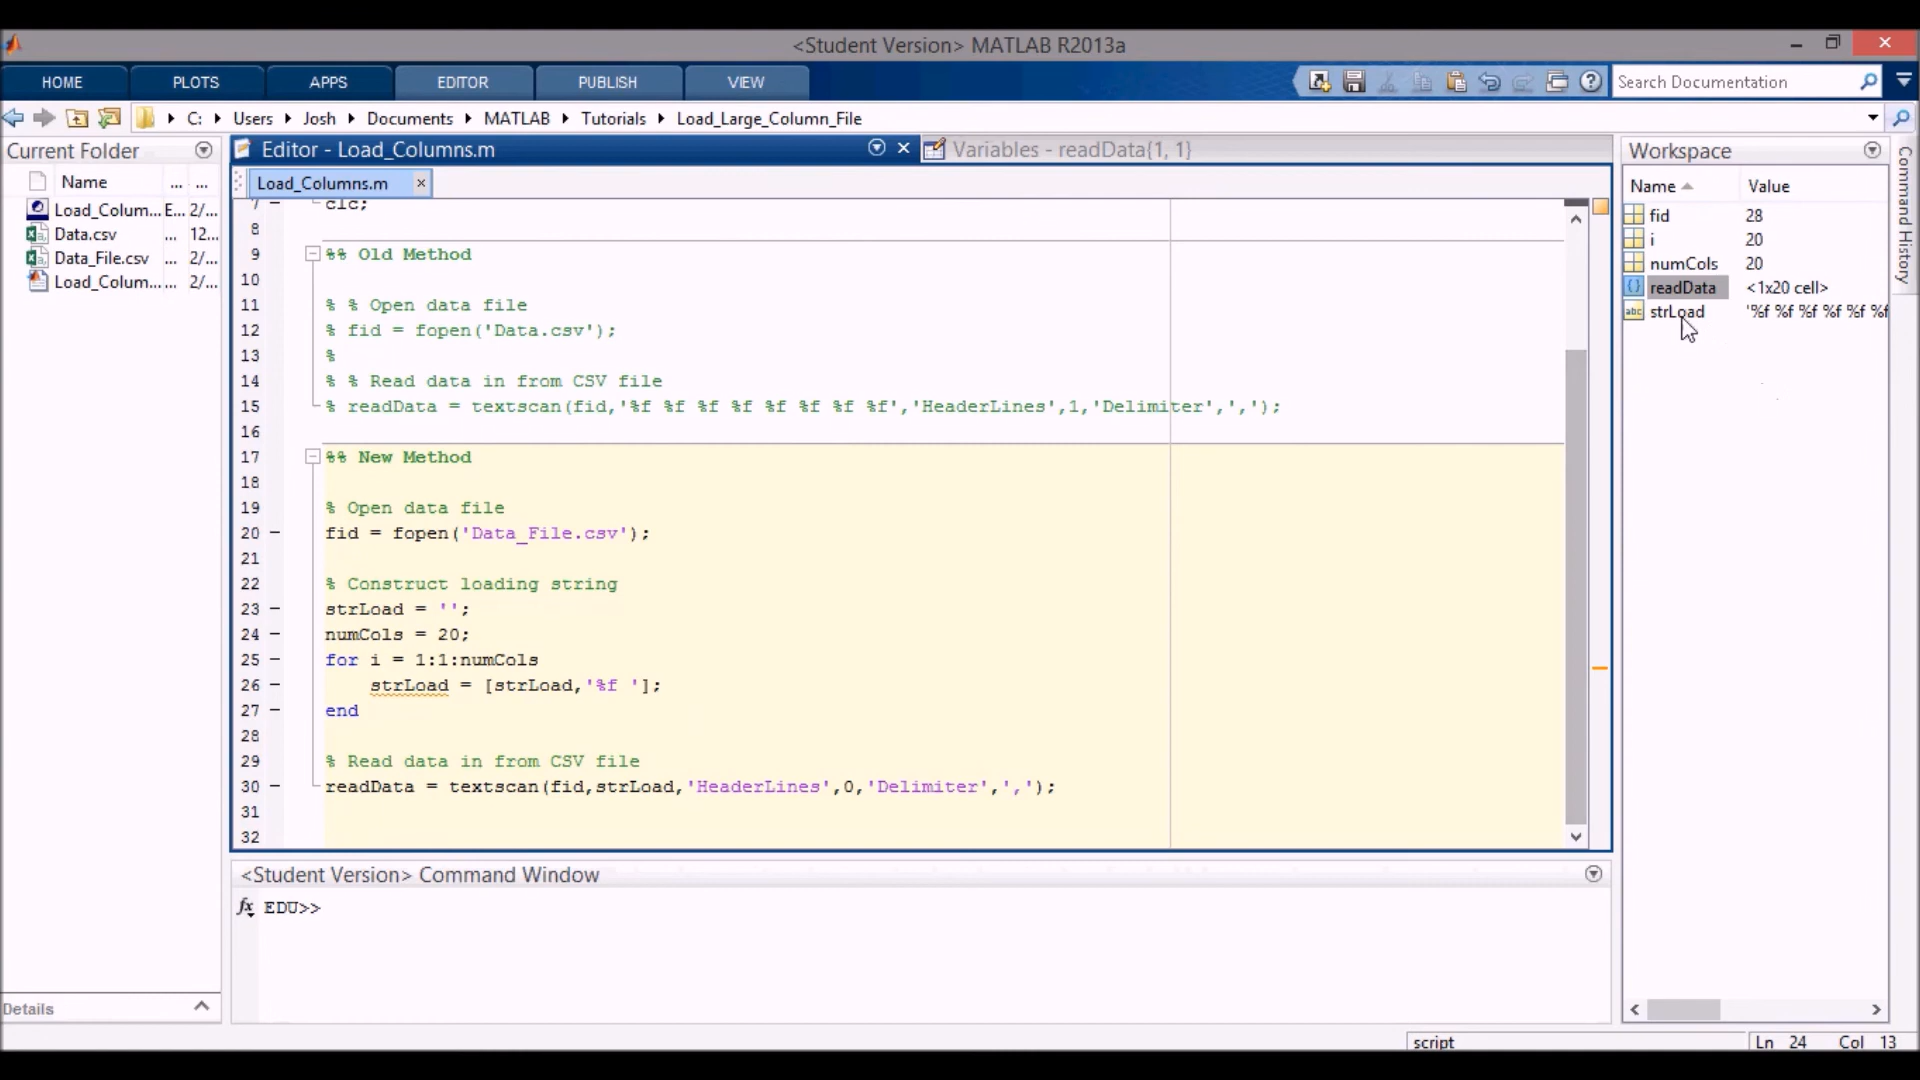 <Student Version> MATLAB R2013a
HOME PLOTS APPS EDITOR PUBLISH VIEW Search Documentation
C: Users Josh Documents MATLAB Tutorials Load_Large_Column_File
Current Folder
Name ... ...
Load_Colum... E... 2/...
Data.csv ... 12...
Data_File.csv ... 2/...
Load_Colum... ... 2/...
Details
Editor - Load_Columns.m
Variables - readData{1, 1}
Load_Columns.m
7 clc;
8
9 %% Old Method
10
11 % % Open data file
12 % fid = fopen('Data.csv');
13 %
14 % % Read data in from CSV file
15 % readData = textscan(fid,'%f %f %f %f %f %f %f %f','HeaderLines',1,'Delimiter',',');
16
17 %% New Method
18
19 % Open data file
20 fid = fopen('Data_File.csv');
21
22 % Construct loading string
23 strLoad = '';
24 numCols = 20;
25 for i = 1:1:numCols
26 strLoad = [strLoad,'%f '];
27 end
28
29 % Read data in from CSV file
30 readData = textscan(fid,strLoad,'HeaderLines',0,'Delimiter',',');
31
32
<Student Version> Command Window
fx EDU>>
Workspace
Name Value
fid 28
i 20
numCols 20
readData <1x20 cell>
abc strLoad '%f %f %f %f %f %f
Command History
script Ln 24 Col 13